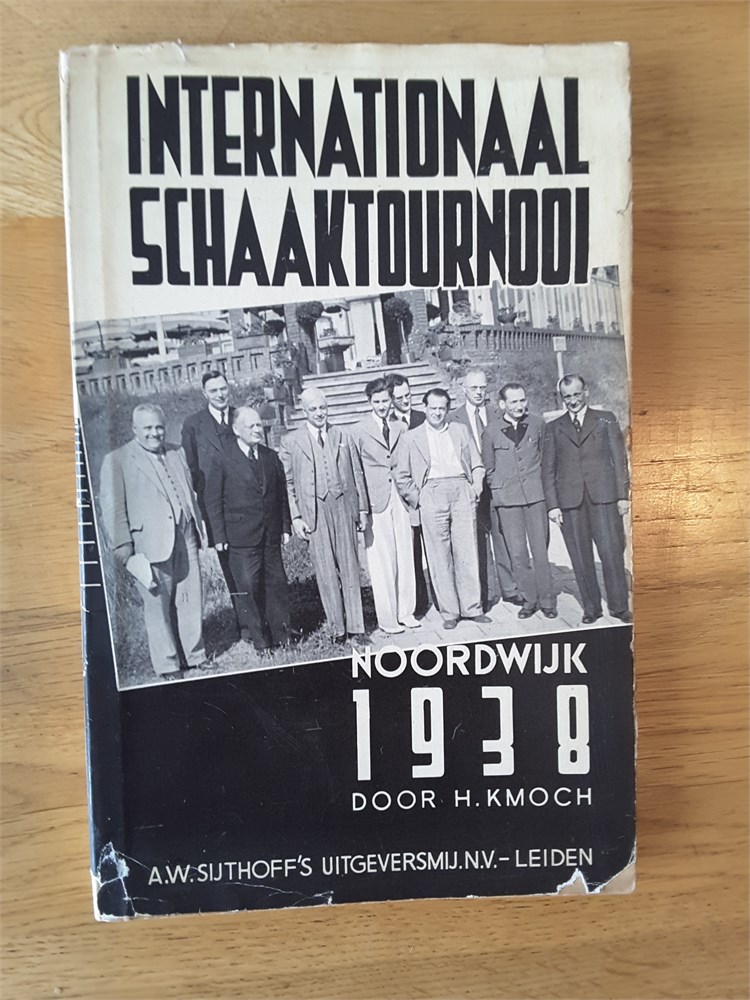 INTERNATIONAAL
SCHAAKTOURNOOI
NOORDWIJK
1938
DOOR H. KMOCH
A.W. SIJTHOFF'S UITGEVERSMIJ. N.V. – LEIDEN